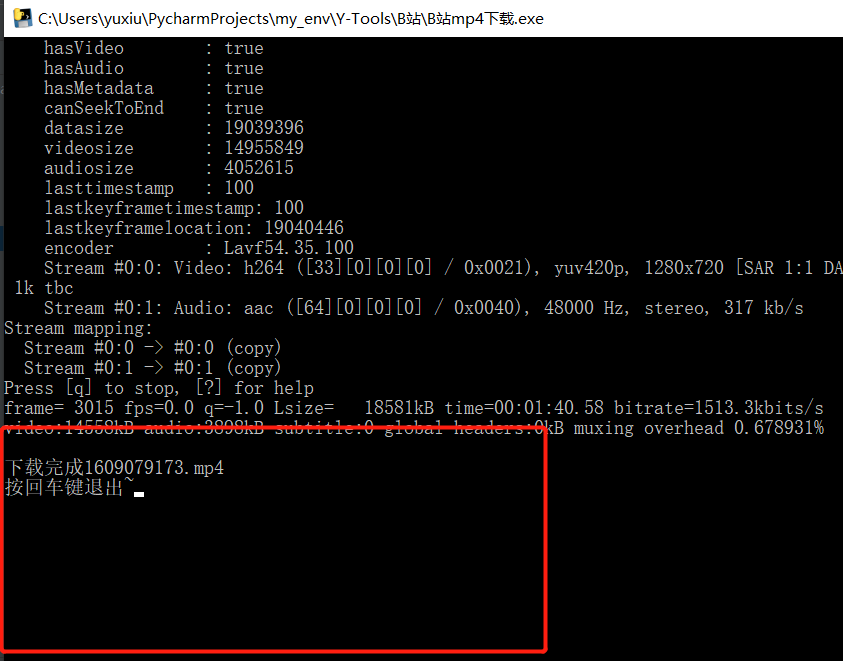 C:\Users\yuxiu\PycharmProjects\my_env\Y-Tools\B站\B站mp4下载.exe
hasVideo : true
hasAudio : true
hasMetadata : true
canSeekToEnd : true
datasize : 19039396
videosize : 14955849
audiosize : 4052615
lasttimestamp : 100
lastkeyframetimestamp: 100
lastkeyframelocation: 19040446
encoder : Lavf54.35.100
Stream #0:0: Video: h264 ([33][0][0][0] / 0x0021), yuv420p, 1280x720 [SAR 1:1 DA
lk tbc
Stream #0:1: Audio: aac ([64][0][0][0] / 0x0040), 48000 Hz, stereo, 317 kb/s
Stream mapping:
Stream #0:0 -> #0:0 (copy)
Stream #0:1 -> #0:1 (copy)
Press [q] to stop, [?] for help
frame= 3015 fps=0.0 q=-1.0 Lsize= 18581kB time=00:01:40.58 bitrate=1513.3kbits/s
video:14558kB audio:3898kB subtitle:0 global headers:0kB muxing overhead 0.678931%
下载完成1609079173.mp4
按回车键退出~